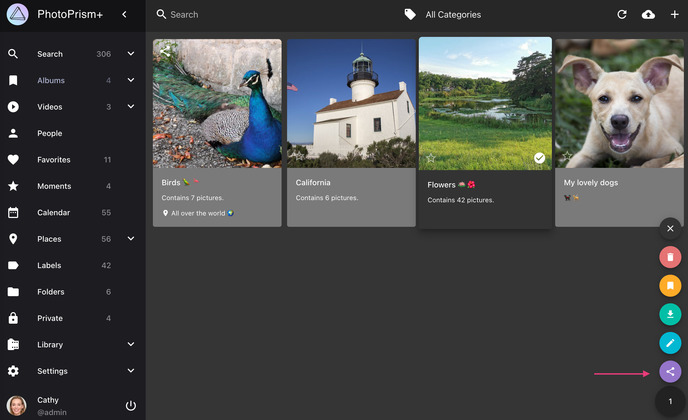 PhotoPrism+
Search
All Categories
Search 306
Albums 4
Videos 3
People
Favorites 11
Moments 4
Calendar 55
Places 56
Labels 42
Folders 6
Private 4
Library
Settings
Cathy
@admin
Birds 🦜🦩
Contains 7 pictures.
All over the world 🌍
California
Contains 6 pictures.
Flowers 🪷🌺
Contains 42 pictures.
My lovely dogs
🐕‍🦺🐕
1